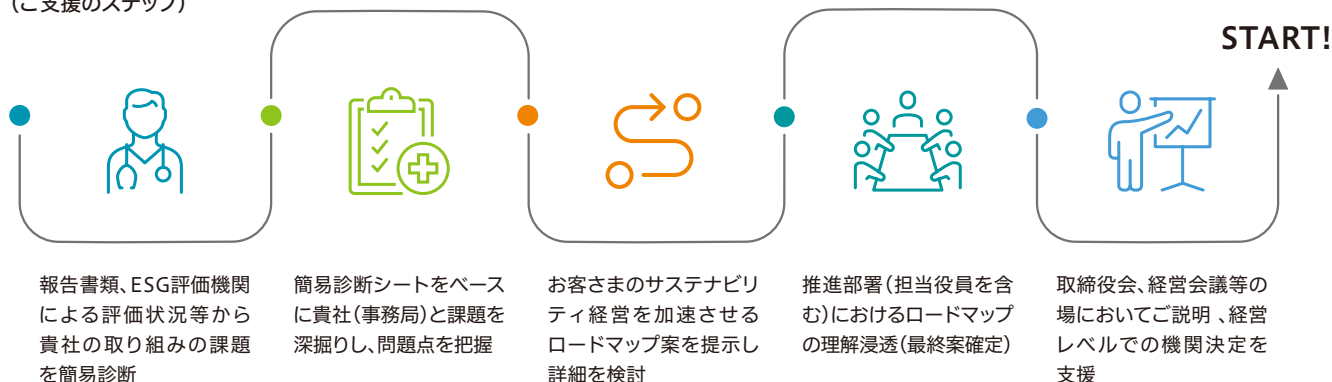 (ご支援のステップ)
START!
報告書類、ESG評価機関
による評価状況等から
貴社の取り組みの課題
を簡易診断
簡易診断シートをベース
に貴社(事務局)と課題を
深掘りし、問題点を把握
お客さまのサステナビリ
ティ経営を加速させる
ロードマップ案を提示し
詳細を検討
推進部署(担当役員を含
む)におけるロードマップ
の理解浸透(最終案確定)
取締役会、経営会議等の
場においてご説明、経営
レベルでの機関決定を
支援